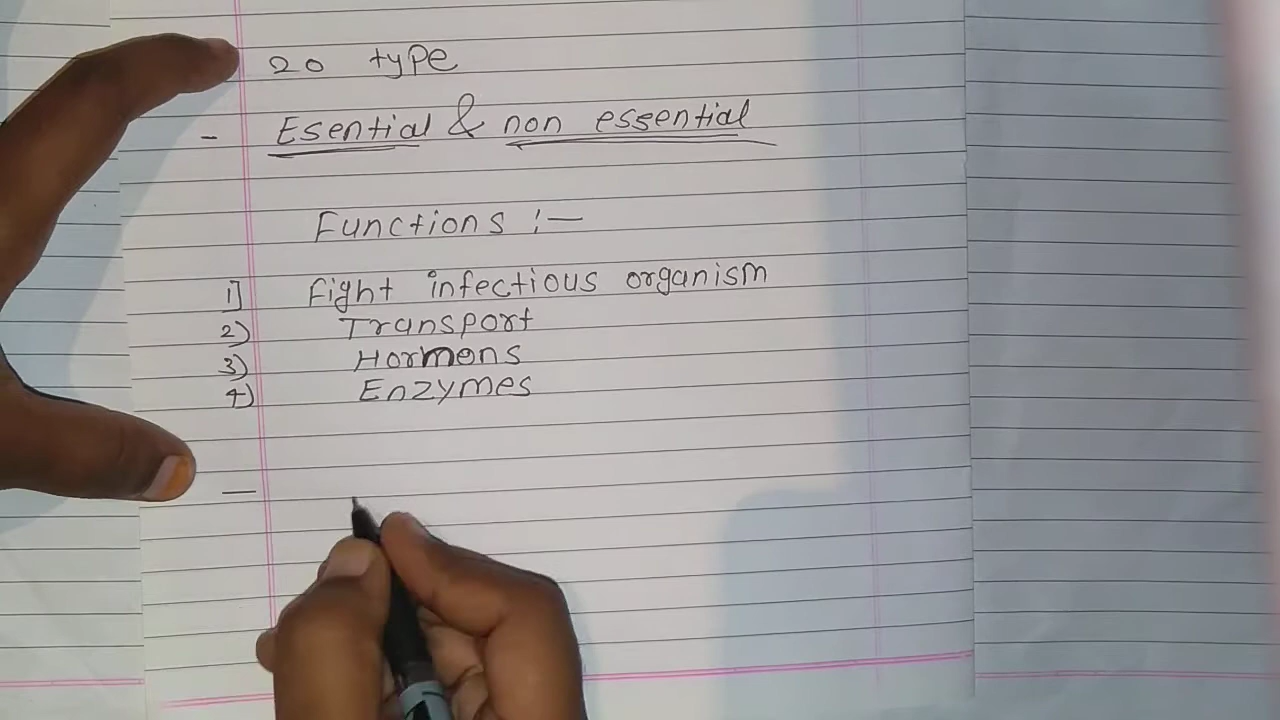 20 type
- Esential & non essential
Functions :-
1] Fight infectious organism
2) Transport
3) Hormons
4) Enzymes
-